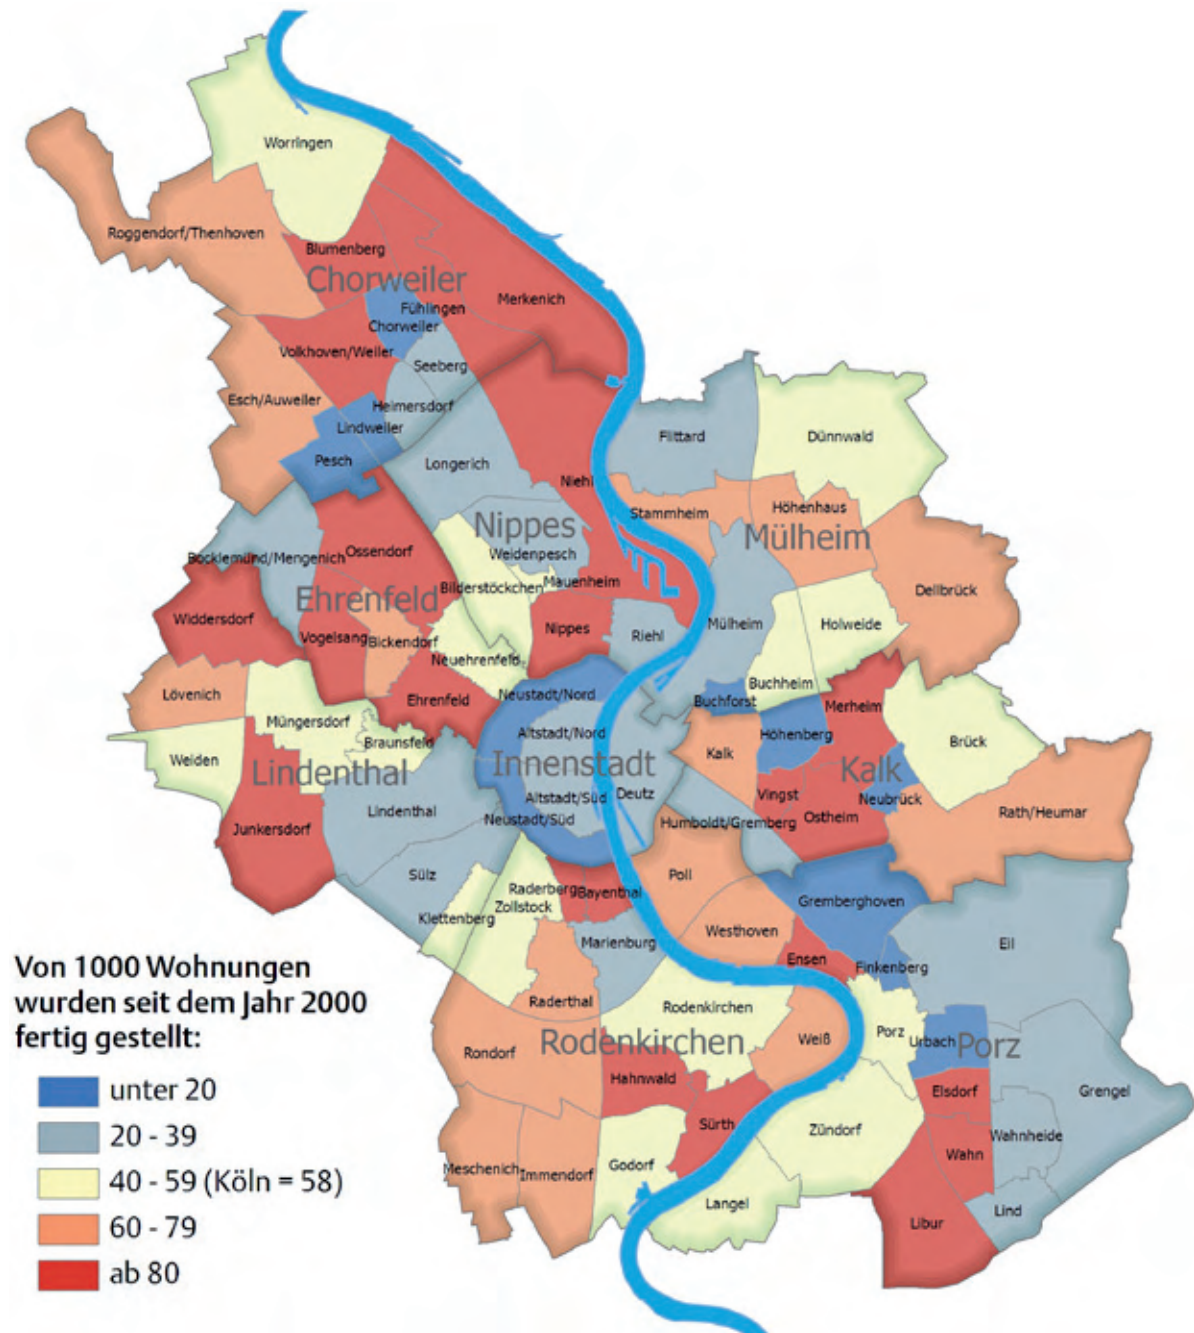 Worringen
Roggendorf/Thenhoven
Blumenberg
Chorweiler
Merkenich
Fühlingen
Chorweiler
Volkhoven/Weiler
Seeberg
Esch/Auweiler
Heimersdorf
Lindweiler
Pesch
Longerich
Flittard
Dünnwald
Niehl
Stammheim
Höhenhaus
Nippes
Mülheim
Ossendorf
Weidenpesch
Bocklemünd/Mengenich
Mauenheim
Bilderstöckchen
Dellbrück
Ehrenfeld
Widdersdorf
Nippes
Riehl
Mülheim
Holweide
Vogelsang
Bickendorf
Neuehrenfeld
Buchheim
Lövenich
Ehrenfeld
Neustadt/Nord
Buchforst
Merheim
Müngersdorf
Altstadt/Nord
Höhenberg
Braunsfeld
Brück
Weiden
Kalk
Lindenthal
Innenstadt
Kalk
Vingst
Neubrück
Deutz
Altstadt/Süd
Lindenthal
Rath/Heumar
Neustadt/Süd
Humboldt/Gremberg
Ostheim
Junkersdorf
Sülz
Poll
Raderberg
Bayenthal
Gremberghoven
Klettenberg
Zollstock
Westhoven
Marienburg
Eil
Ensen
Finkenberg
Raderthal
Rodenkirchen
Porz
Weiß
Urbach
Porz
Rodenkirchen
Rondorf
Hahnwald
Elsdorf
Grengel
Sürth
Zündorf
Wahnheide
Wahn
Godorf
Meschenich
Immendorf
Langel
Lind
Libur
Von 1000 Wohnungen
wurden seit dem Jahr 2000
fertig gestellt:
unter 20
20 - 39
40 - 59 (Köln = 58)
60 - 79
ab 80